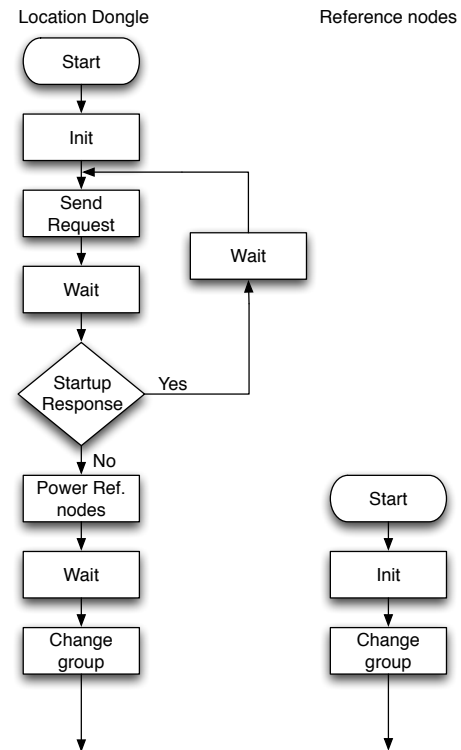 Location Dongle
Reference nodes
Start
Init
Send
Request
Wait
Wait
Startup
Response
Yes
No
Power Ref.
nodes
Wait
Change
group
Start
Init
Change
group